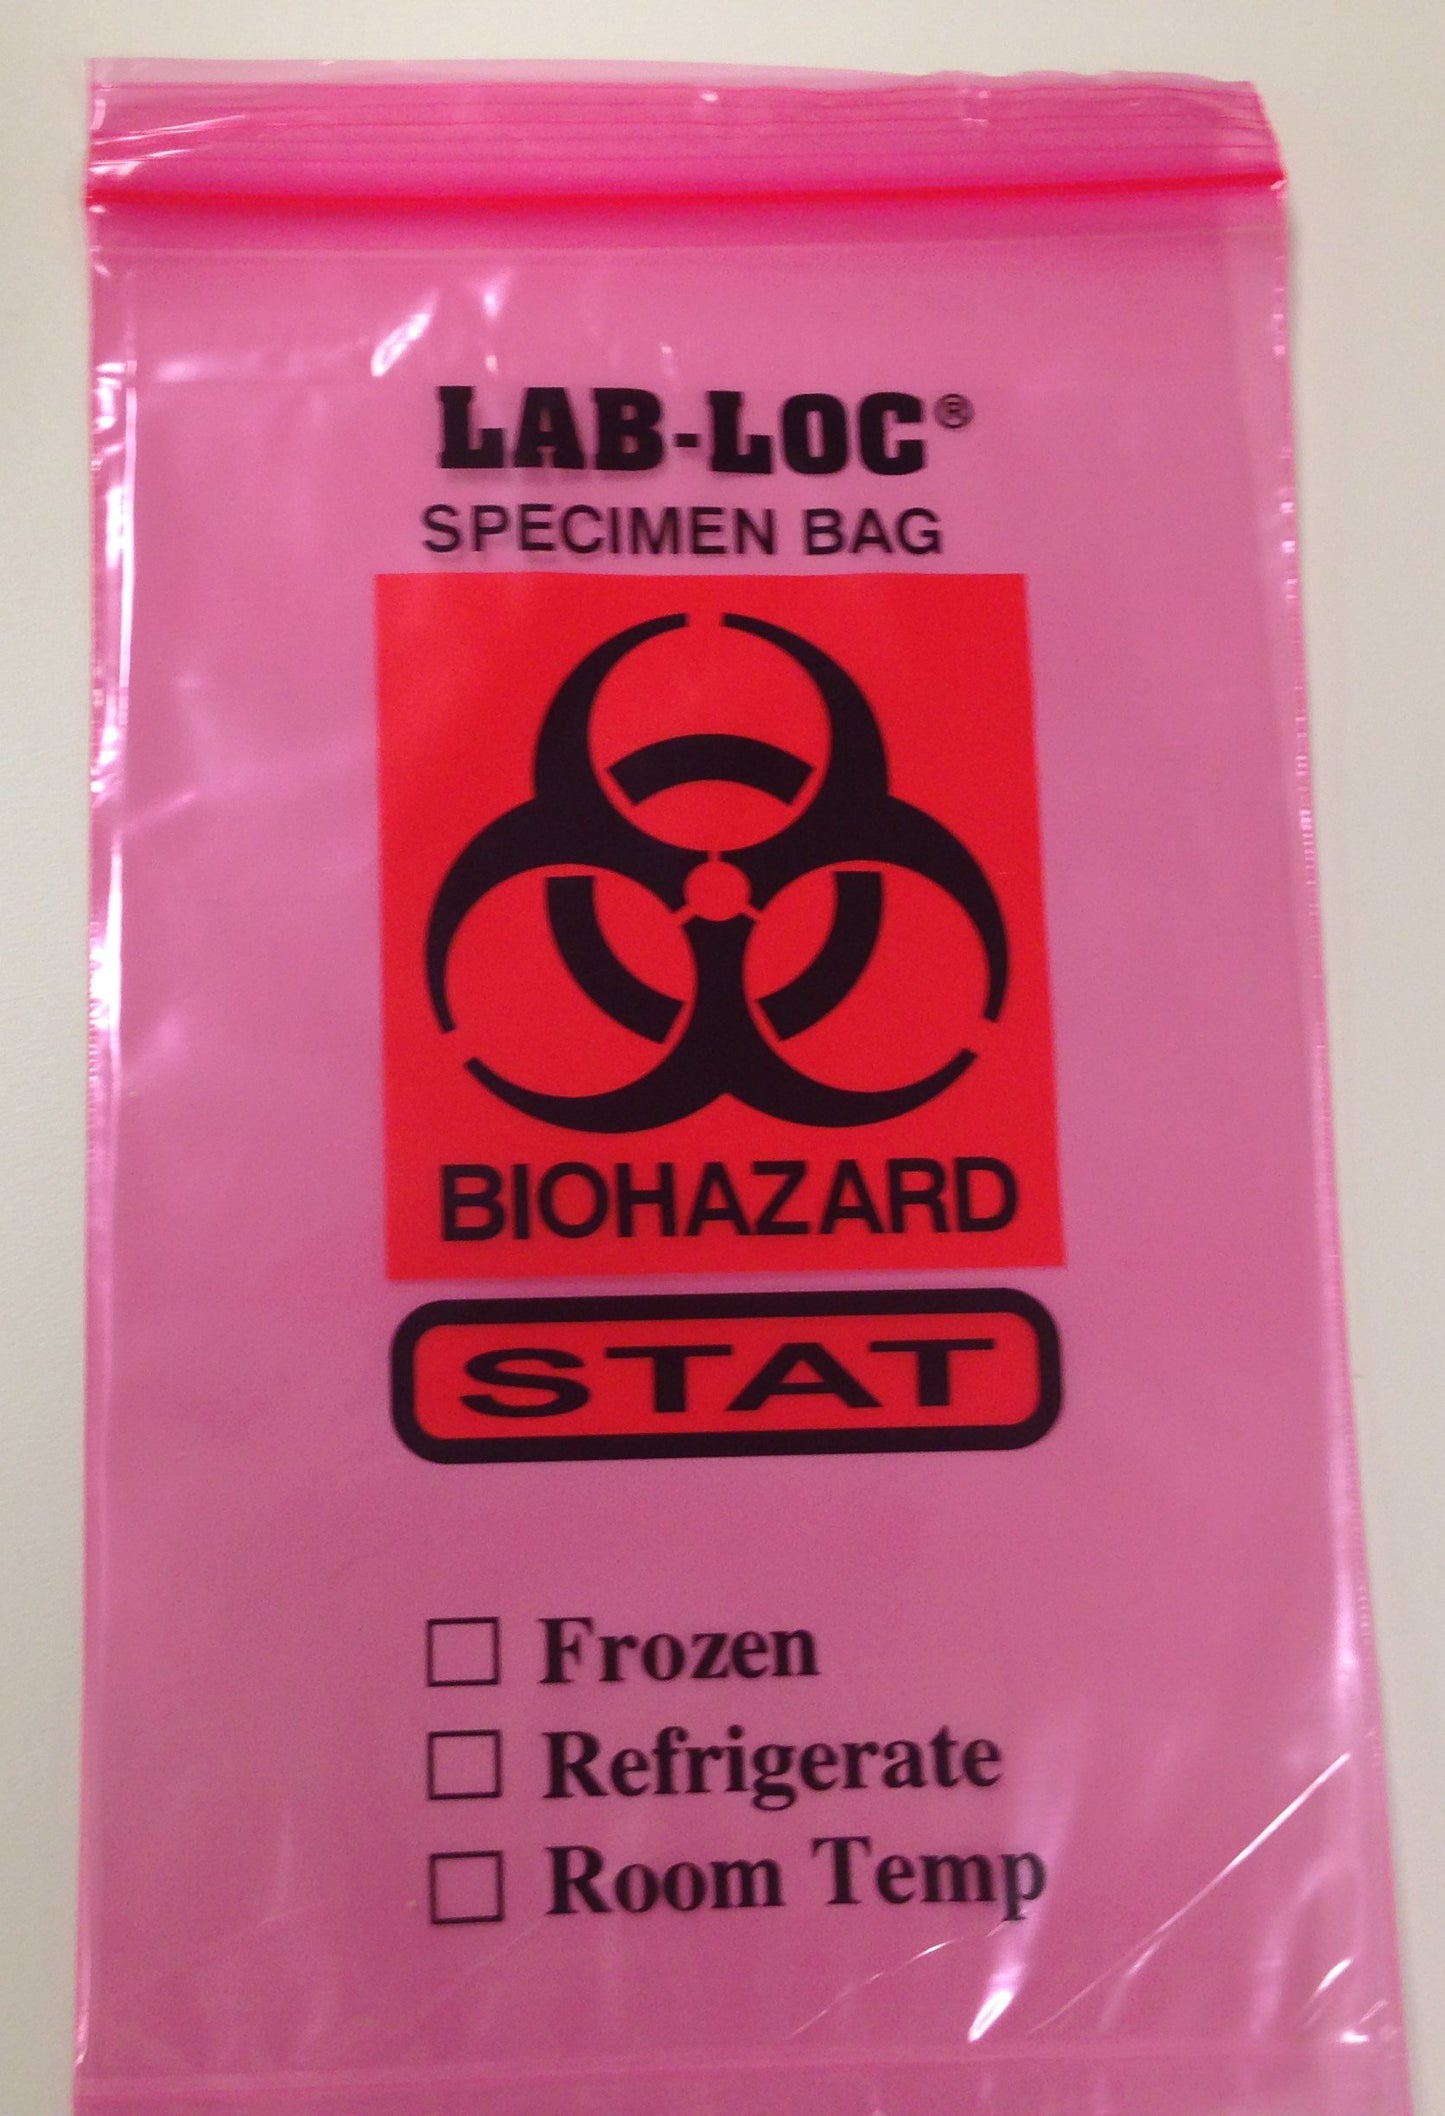 LAB-LOC®
SPECIMEN BAG
BIOHAZARD
STAT
Frozen
Refrigerate
Room Temp